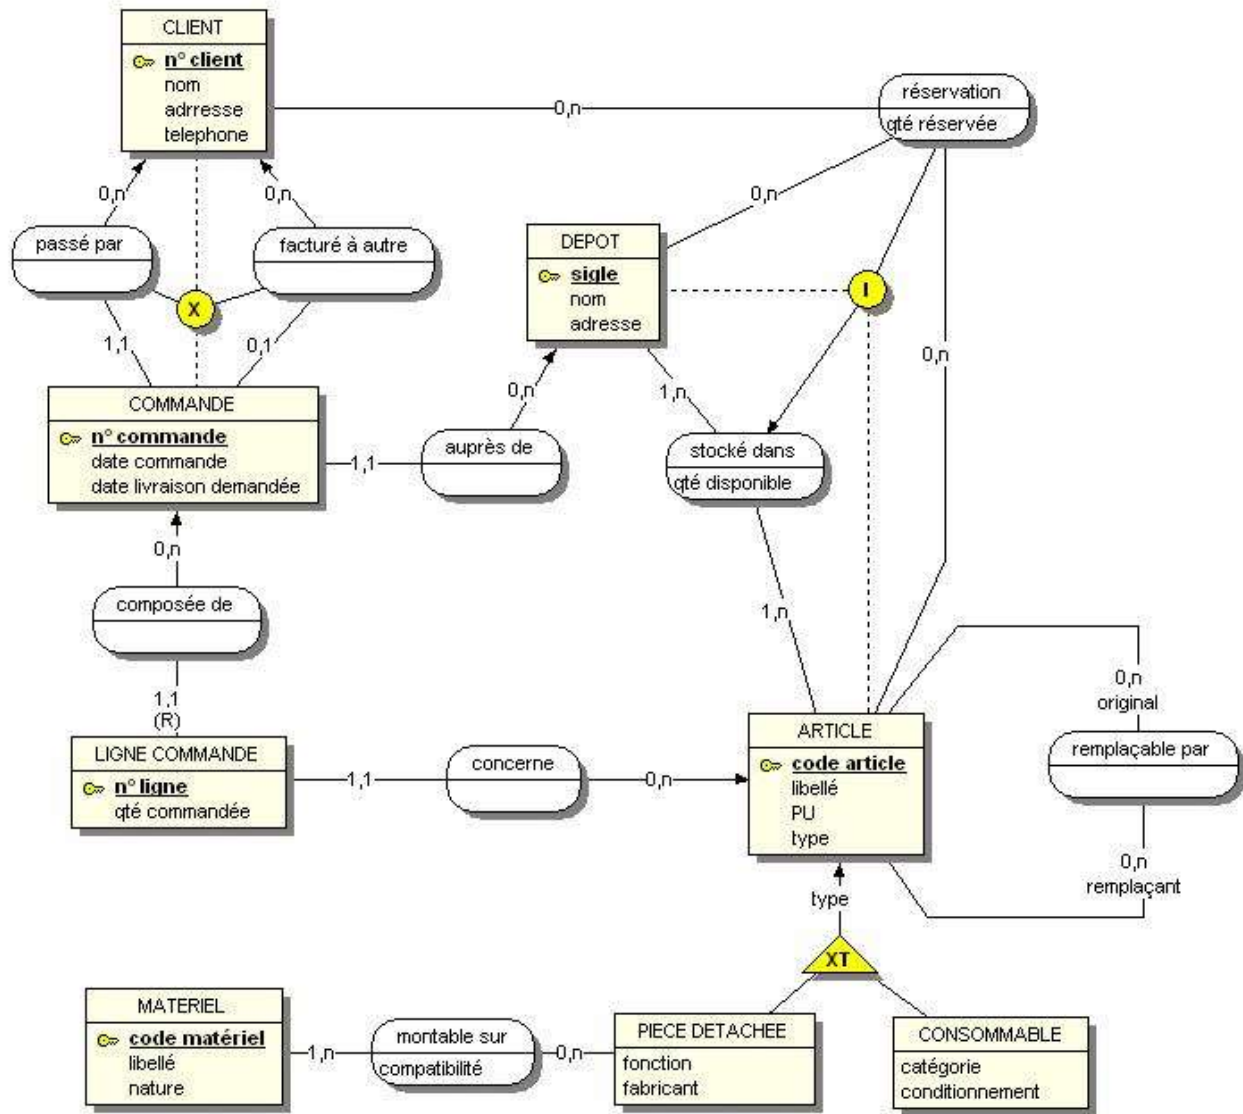 CLIENT
n° client
nom
adrresse
telephone
0,n
réservation
qté réservée
0,n
0,n
0,n
passé par
facturé à autre
DEPOT
sigle
nom
adresse
X
I
1,1
0,1
0,n
0,n
1,n
COMMANDE
n° commande
date commande
date livraison demandée
1,1
auprès de
stocké dans
qté disponible
0,n
composée de
1,n
1,1
(R)
0,n
original
LIGNE COMMANDE
n° ligne
qté commandée
1,1
concerne
0,n
ARTICLE
code article
libellé
PU
type
remplaçable par
0,n
remplaçant
type
XT
MATERIEL
code matériel
libellé
nature
1,n
montable sur
compatibilité
0,n
PIECE DETACHEE
fonction
fabricant
CONSOMMABLE
catégorie
conditionnement